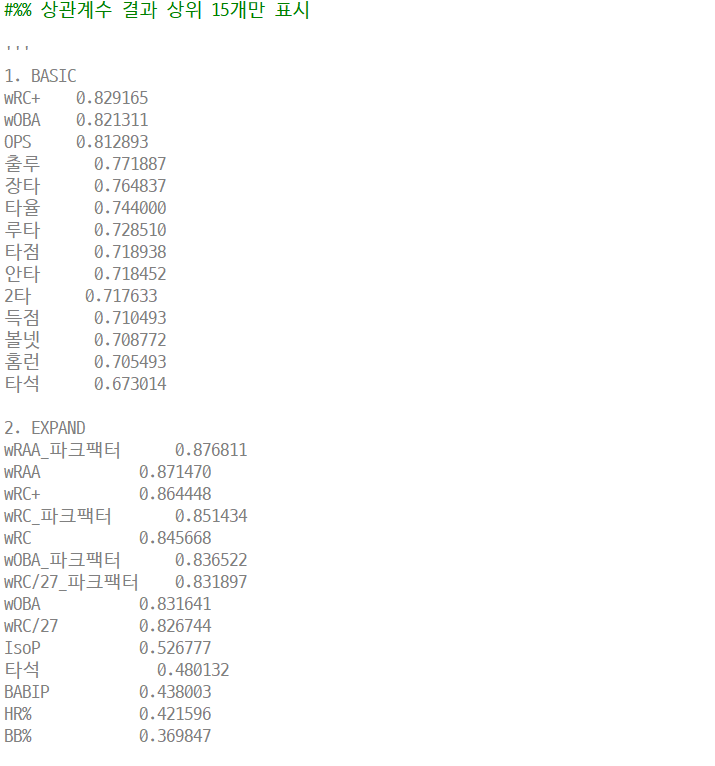 #%% 상관계수 결과 상위 15개만 표시
'''
1. BASIC
wRC+    0.829165
wOBA    0.821311
OPS     0.812893
출루      0.771887
장타      0.764837
타율      0.744000
루타      0.728510
타점      0.718938
안타      0.718452
2타      0.717633
득점      0.710493
볼넷      0.708772
홈런      0.705493
타석      0.673014
2. EXPAND
wRAA_파크팩터      0.876811
wRAA           0.871470
wRC+           0.864448
wRC_파크팩터       0.851434
wRC            0.845668
wOBA_파크팩터      0.836522
wRC/27_파크팩터    0.831897
wOBA           0.831641
wRC/27         0.826744
IsoP           0.526777
타석             0.480132
BABIP          0.438003
HR%            0.421596
BB%            0.369847